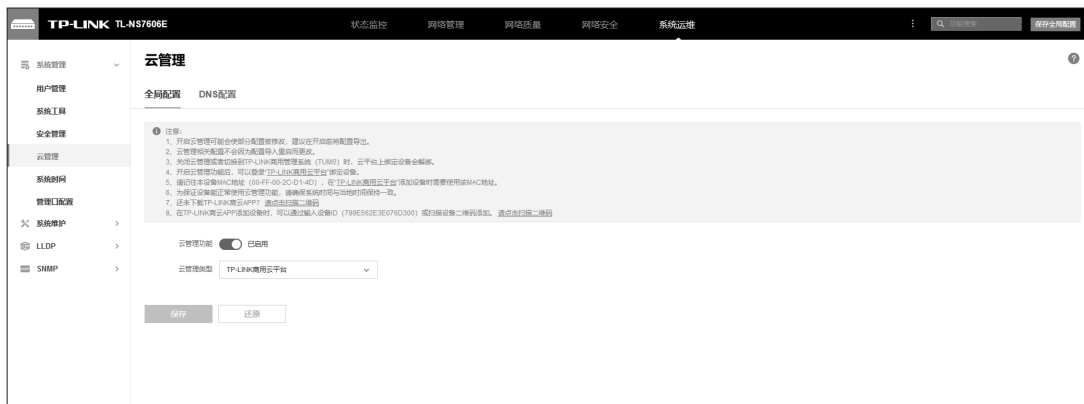 TP-LINK TL-NS7606E
状态监控 网络管理 网络质量 网络安全 系统运维
功能搜索
保存全局配置
系统管理
用户管理
系统工具
安全管理
云管理
系统时间
管理口配置
系统维护
LLDP
SNMP
云管理
全局配置 DNS配置
注意:
1、开启云管理可能会使部分配置被修改，建议在开启前将配置导出。
2、云管理相关配置不会因为配置导入重启而更改。
3、关闭云管理或者切换到TP-LINK商用管理系统（TUMS）时，云平台上绑定设备会解绑。
4、开启云管理功能后，可以登录"TP-LINK商用云平台"绑定设备。
5、请记住本设备MAC地址（00-FF-00-2C-D1-4D），在"TP-LINK商用云平台"添加设备时需要使用该MAC地址。
6、为保证设备能正常使用云管理功能，请确保系统时间与当地时间保持一致。
7、还未下载TP-LINK商云APP？ 请点击扫描二维码
8、在TP-LINK商云APP添加设备时，可以通过输入设备ID（799E562E3E076D300）或扫描设备二维码添加。 请点击扫描二维码
云管理功能 已启用
云管理类型 TP-LINK商用云平台
保存 还原